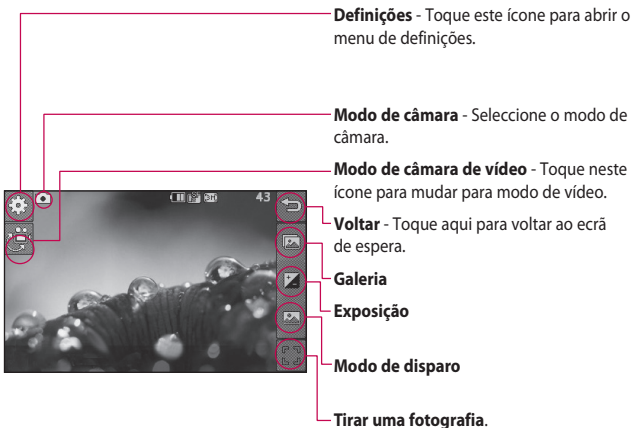 Definições - Toque este ícone para abrir o
menu de definições.
Modo de câmara - Seleccione o modo de
câmara.
Modo de câmara de vídeo - Toque neste
ícone para mudar para modo de vídeo.
43
Voltar - Toque aqui para voltar ao ecrã
de espera.
Galeria
Exposição
Modo de disparo
Tirar uma fotografia.